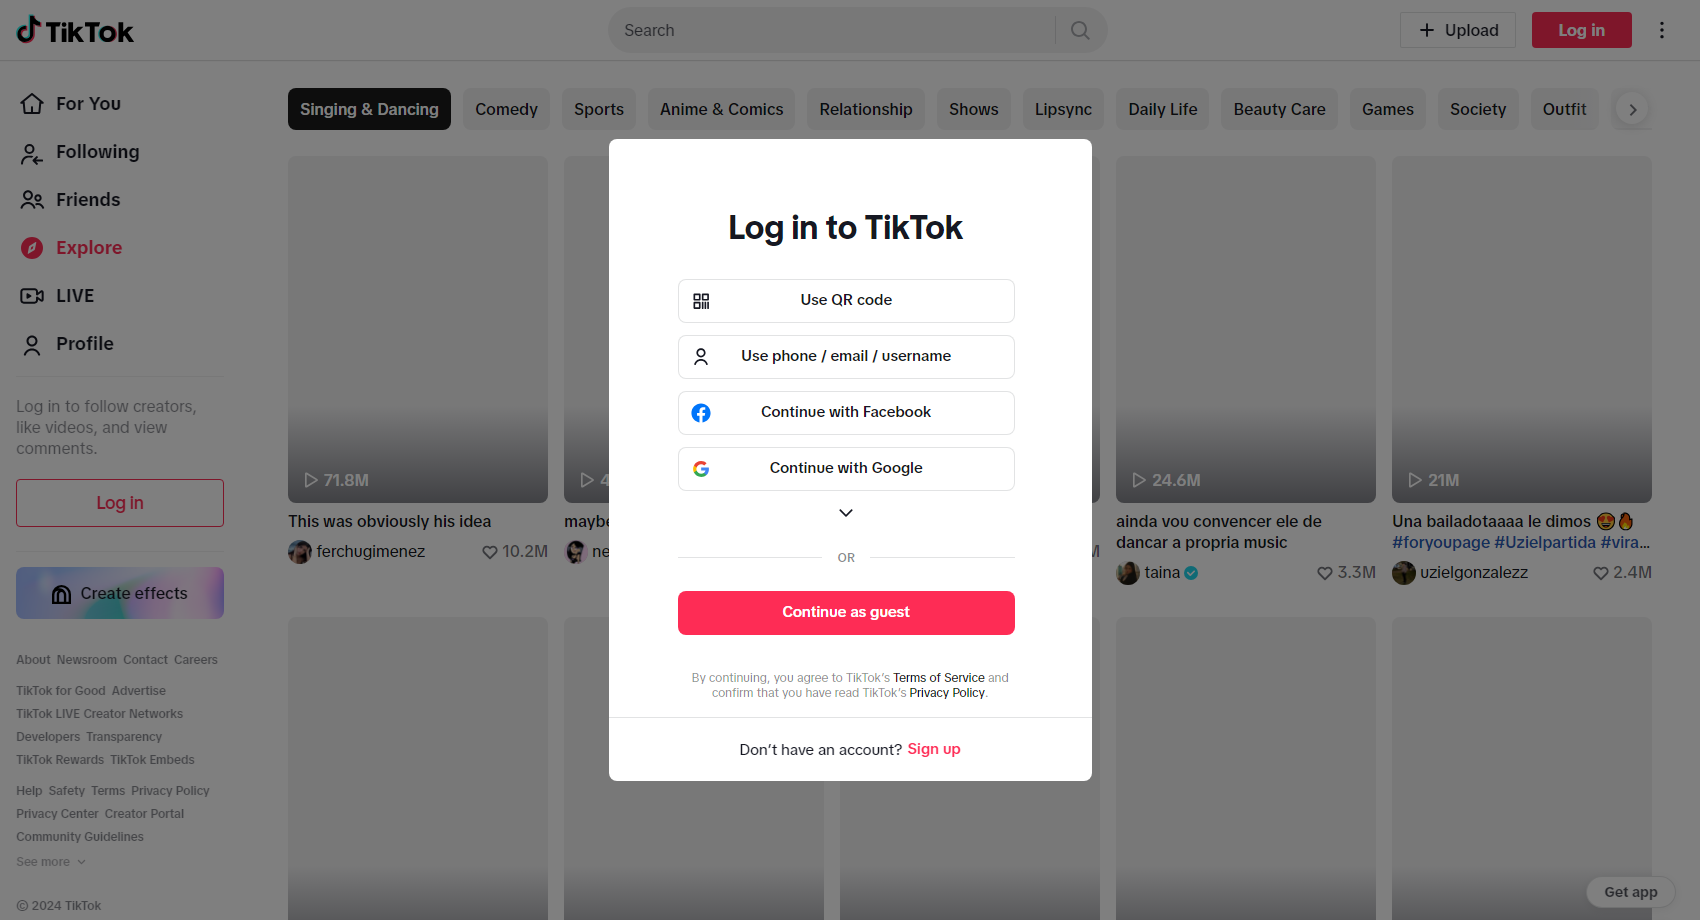 TikTok
Search
Upload
Log in
For You
Following
Friends
Explore
LIVE
Profile
Log in to follow creators,
like videos, and view
comments.
Log in
Create effects
About Newsroom Contact Careers
TikTok for Good Advertise
TikTok LIVE Creator Networks
Developers Transparency
TikTok Rewards TikTok Embeds
Help Safety Terms Privacy Policy
Privacy Center Creator Portal
Community Guidelines
See more
© 2024 TikTok
Singing & Dancing Comedy Sports Anime & Comics Relationship Shows Lipsync Daily Life Beauty Care Games Society Outfit
71.8M
This was obviously his idea
ferchugimenez 10.2M
4
maybe
ne
M
24.6M
ainda vou convencer ele de
dancar a propria music
taina 3.3M
21M
Una bailadotaaaa le dimos 😍🔥
#foryoupage #Uzielpartida #vira...
uzielgonzalezz 2.4M
Log in to TikTok
Use QR code
Use phone / email / username
Continue with Facebook
Continue with Google
OR
Continue as guest
By continuing, you agree to TikTok's Terms of Service and
confirm that you have read TikTok's Privacy Policy.
Don't have an account? Sign up
Get app